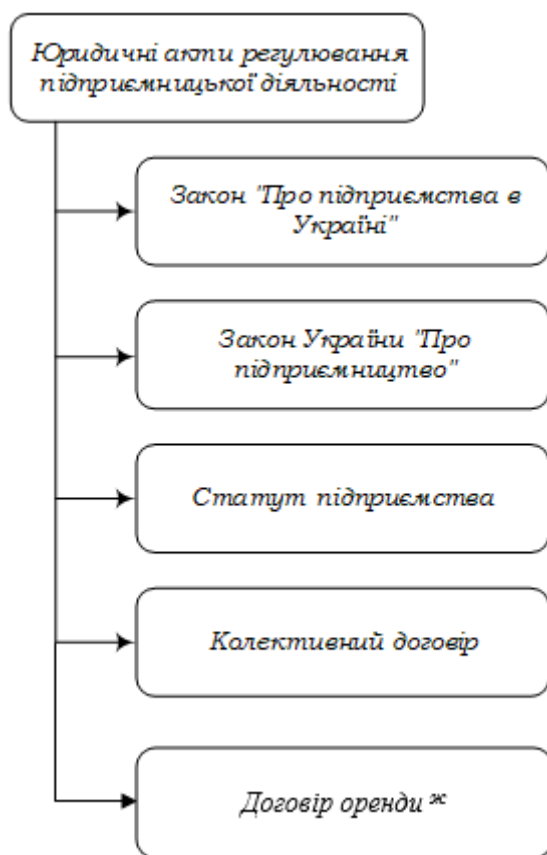 Юридичні акти регулювання
підприємницької діяльності
Закон "Про підприємства в
Україні"
Закон України "Про
підприємництво"
Статут підприємства
Колективний договір
Договір оренди ж